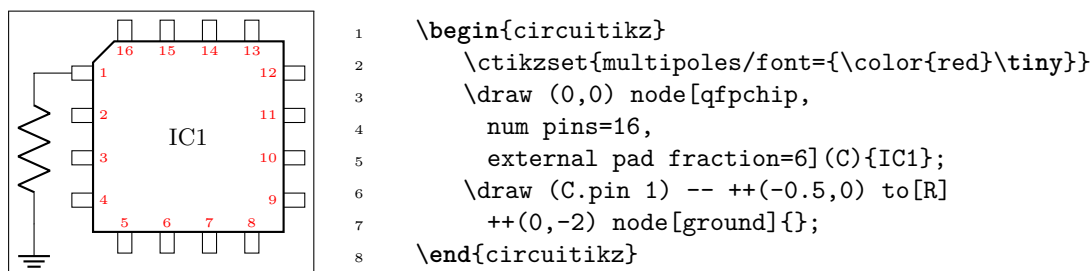 16 15 14 13
1 12
2 11
IC1
3 10
4 9
5 6 7 8
1 \begin{circuitikz}
2 \ctikzset{multipoles/font={\color{red}\tiny}}
3 \draw (0,0) node[qfpchip,
4 num pins=16,
5 external pad fraction=6](C){IC1};
6 \draw (C.pin 1) -- ++(-0.5,0) to[R]
7 ++(0,-2) node[ground]{};
8 \end{circuitikz}